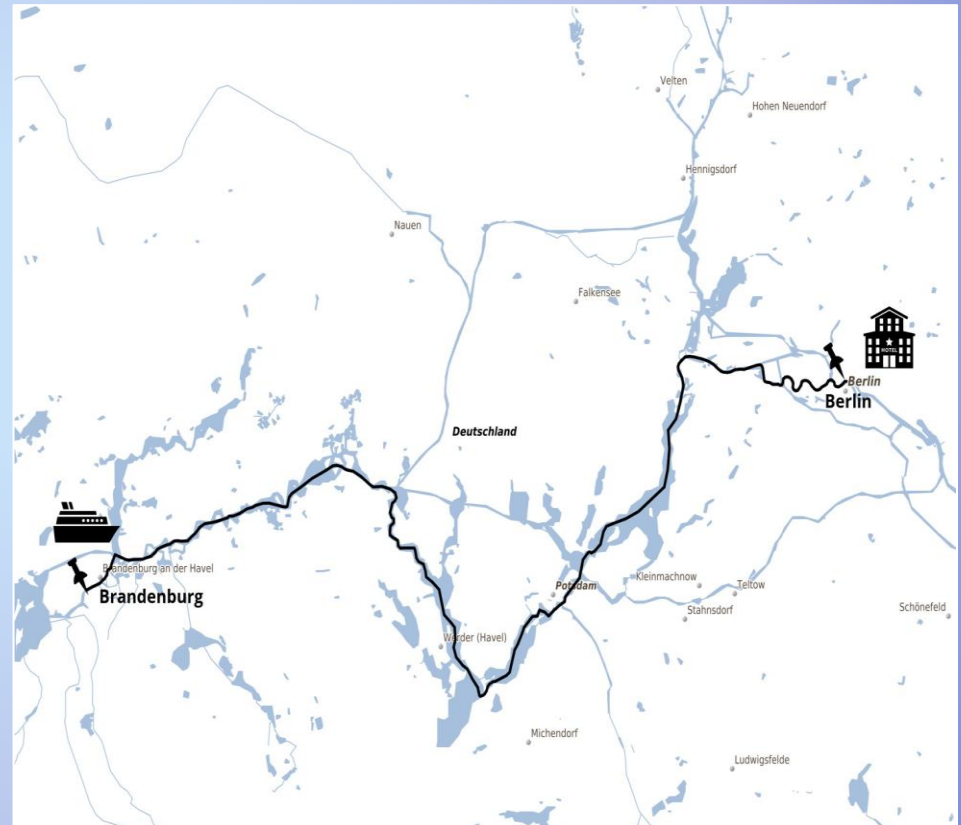 Velten
Hohen Neuendorf
Hennigsdorf
Nauen
Falkensee
HOTEL
Berlin
Berlin
Deutschland
Brandenburg an der Havel
Brandenburg
Potsdam
Kleinmachnow
Teltow
Stahnsdorf
Schönefeld
Werder (Havel)
Michendorf
Ludwigsfelde